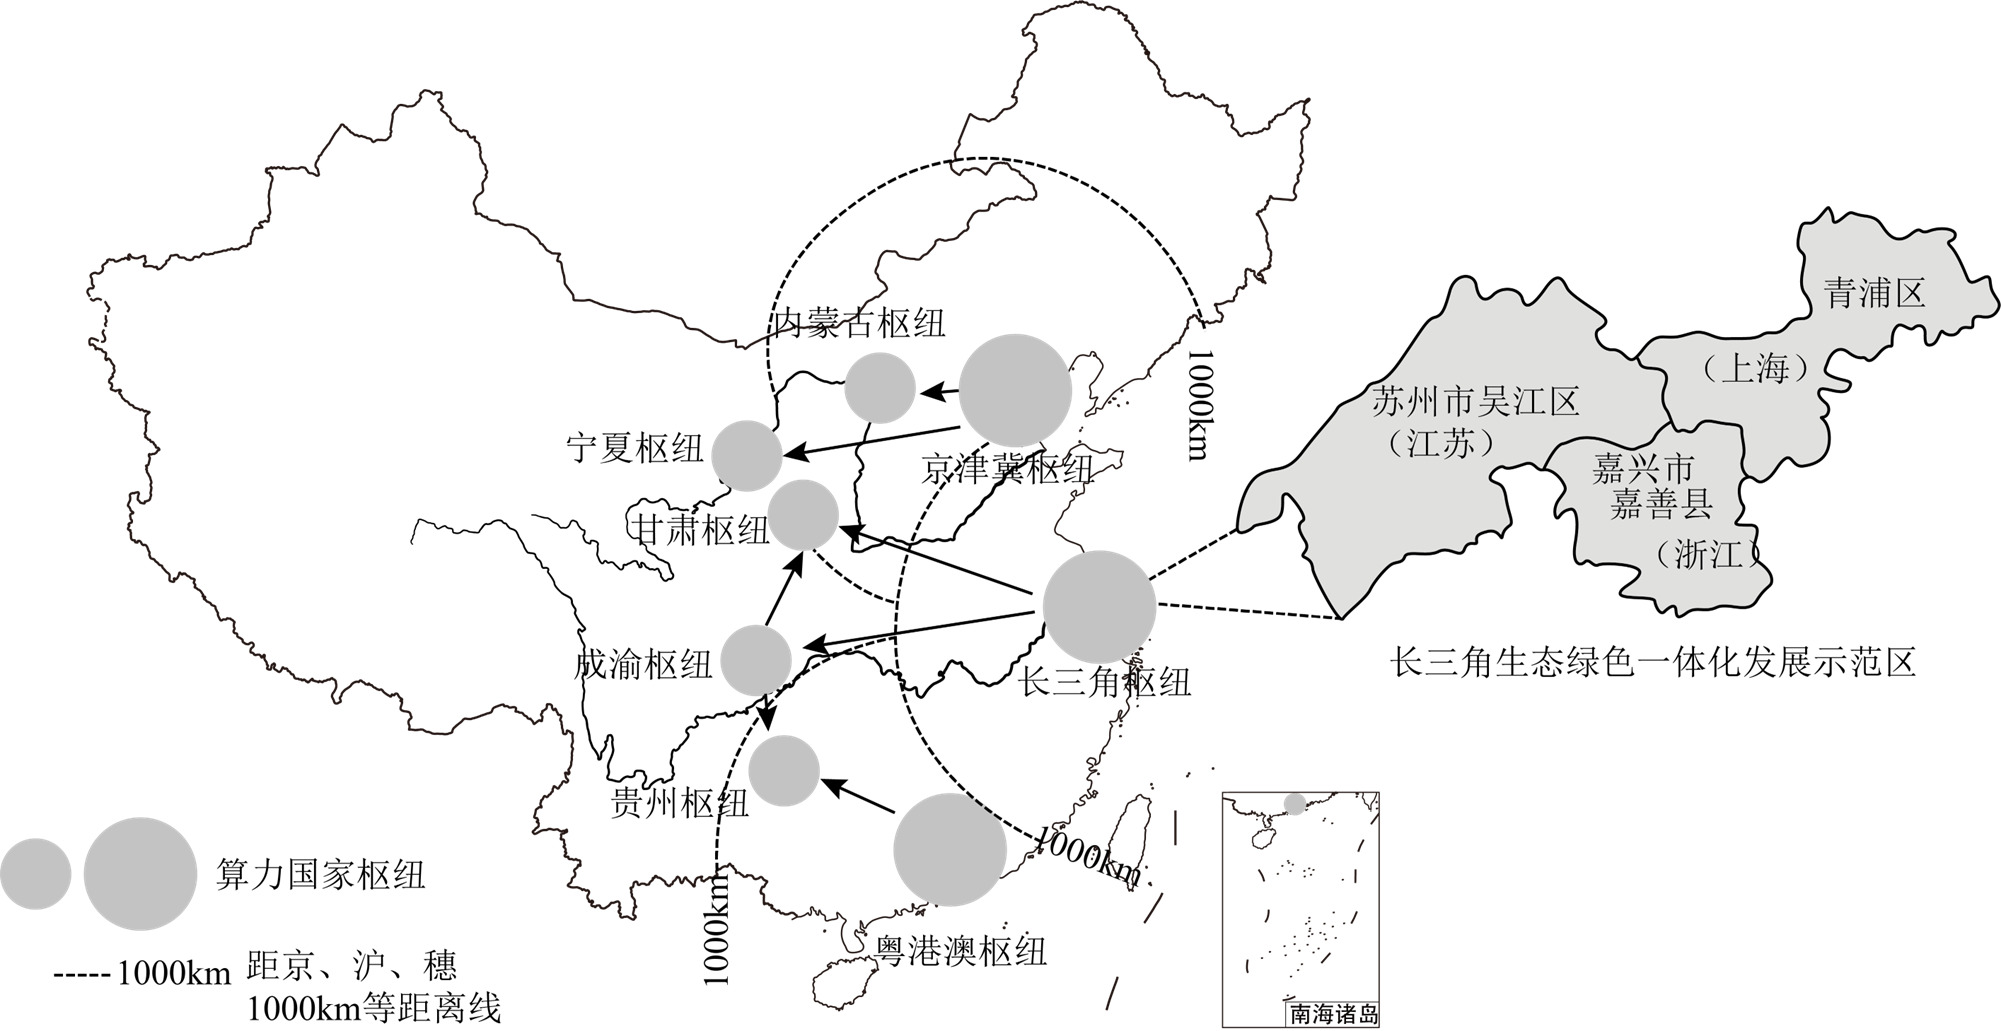 内蒙古枢纽
京津冀枢纽
宁夏枢纽
甘肃枢纽
成渝枢纽
长三角枢纽
贵州枢纽
粤港澳枢纽
1000km
1000km
1000km
青浦区
（上海）
苏州市吴江区
（江苏）
嘉兴市
嘉善县
（浙江）
长三角生态绿色一体化发展示范区
算力国家枢纽
1000km 距京、沪、穗
1000km等距离线
南海诸岛